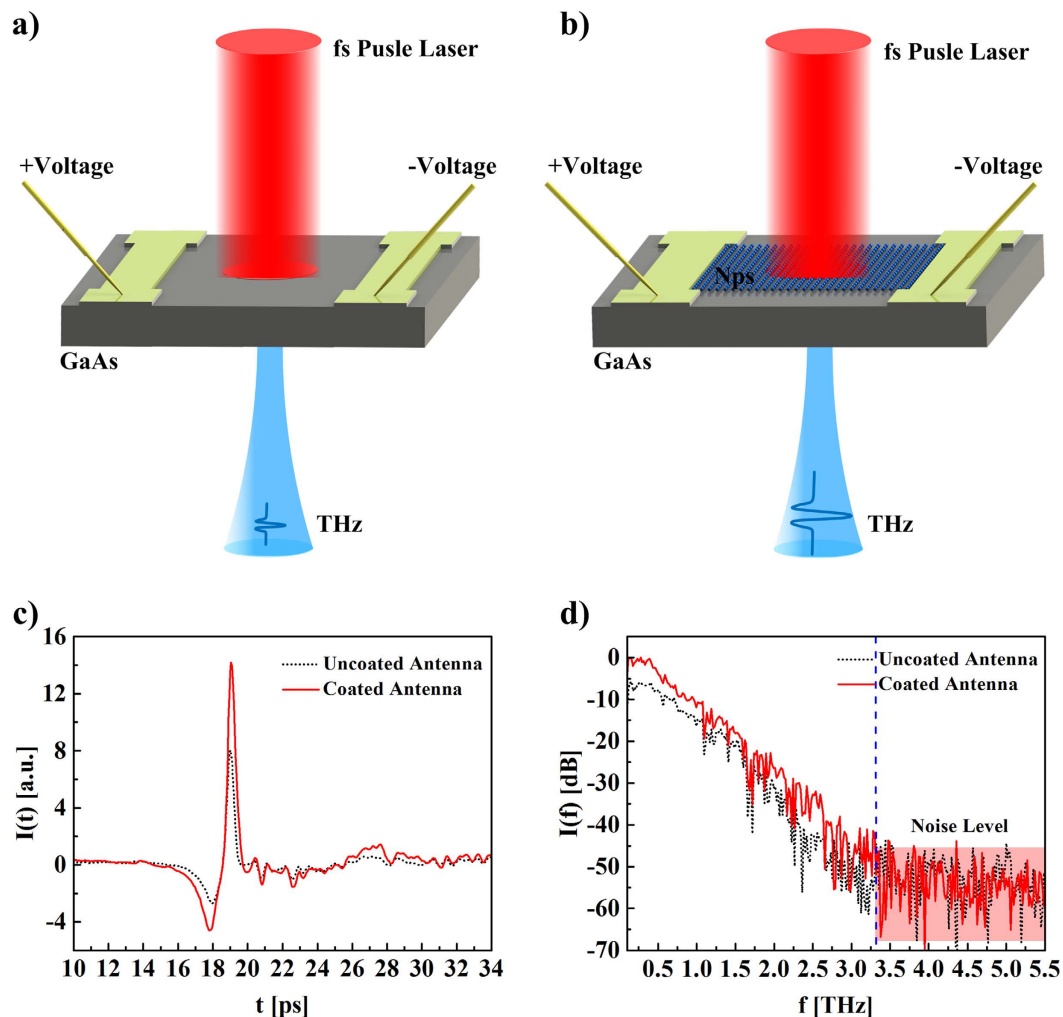 a)
fs Pusle Laser
+Voltage
-Voltage
GaAs
THz
b)
fs Pusle Laser
+Voltage
-Voltage
Nps
GaAs
THz
c)
16
12
8
4
0
-4
I(t) [a.u.]
Uncoated Antenna
Coated Antenna
10 12 14 16 18 20 22 24 26 28 30 32 34
t [ps]
d)
0
-10
-20
-30
-40
-50
-60
-70
I(f) [dB]
Uncoated Antenna
Coated Antenna
Noise Level
0.5 1.0 1.5 2.0 2.5 3.0 3.5 4.0 4.5 5.0 5.5
f [THz]